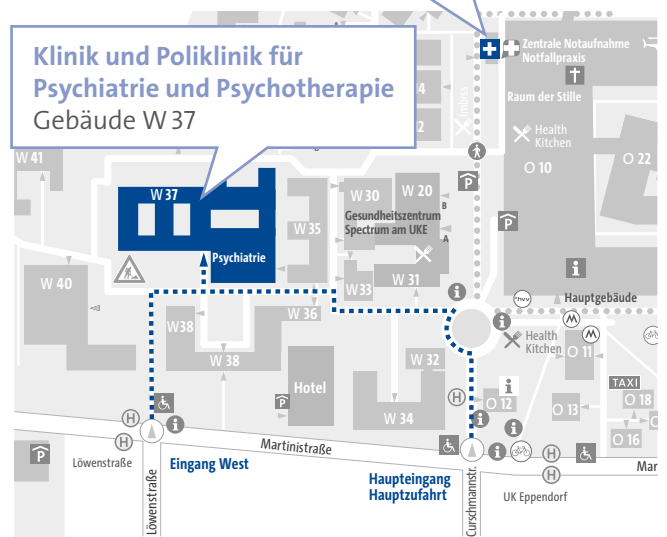 Klinik und Poliklinik für
Psychiatrie und Psychotherapie
Gebäude W 37
Zentrale Notaufnahme
Notfallpraxis
Raum der Stille
Imbiss
Health
Kitchen
O 10
O 22
W 41
W 37
W 30
W 20
B
A
Gesundheitszentrum
Spectrum am UKE
W 35
Psychiatrie
W 40
W 33
W 31
Hauptgebäude
hvv
W 36
W38
W 38
W 32
Health
Kitchen
O 11
Hotel
W 34
O 12
O 13
TAXI
O 18
O 16
H
H
H
H
H
P
P
P
P
i
i
i
i
i
i
i
M
M
Martinistraße
Mar
Löwenstraße
Eingang West
Löwenstraße
Haupteingang
Hauptzufahrt
Curschmannstr.
UK Eppendorf